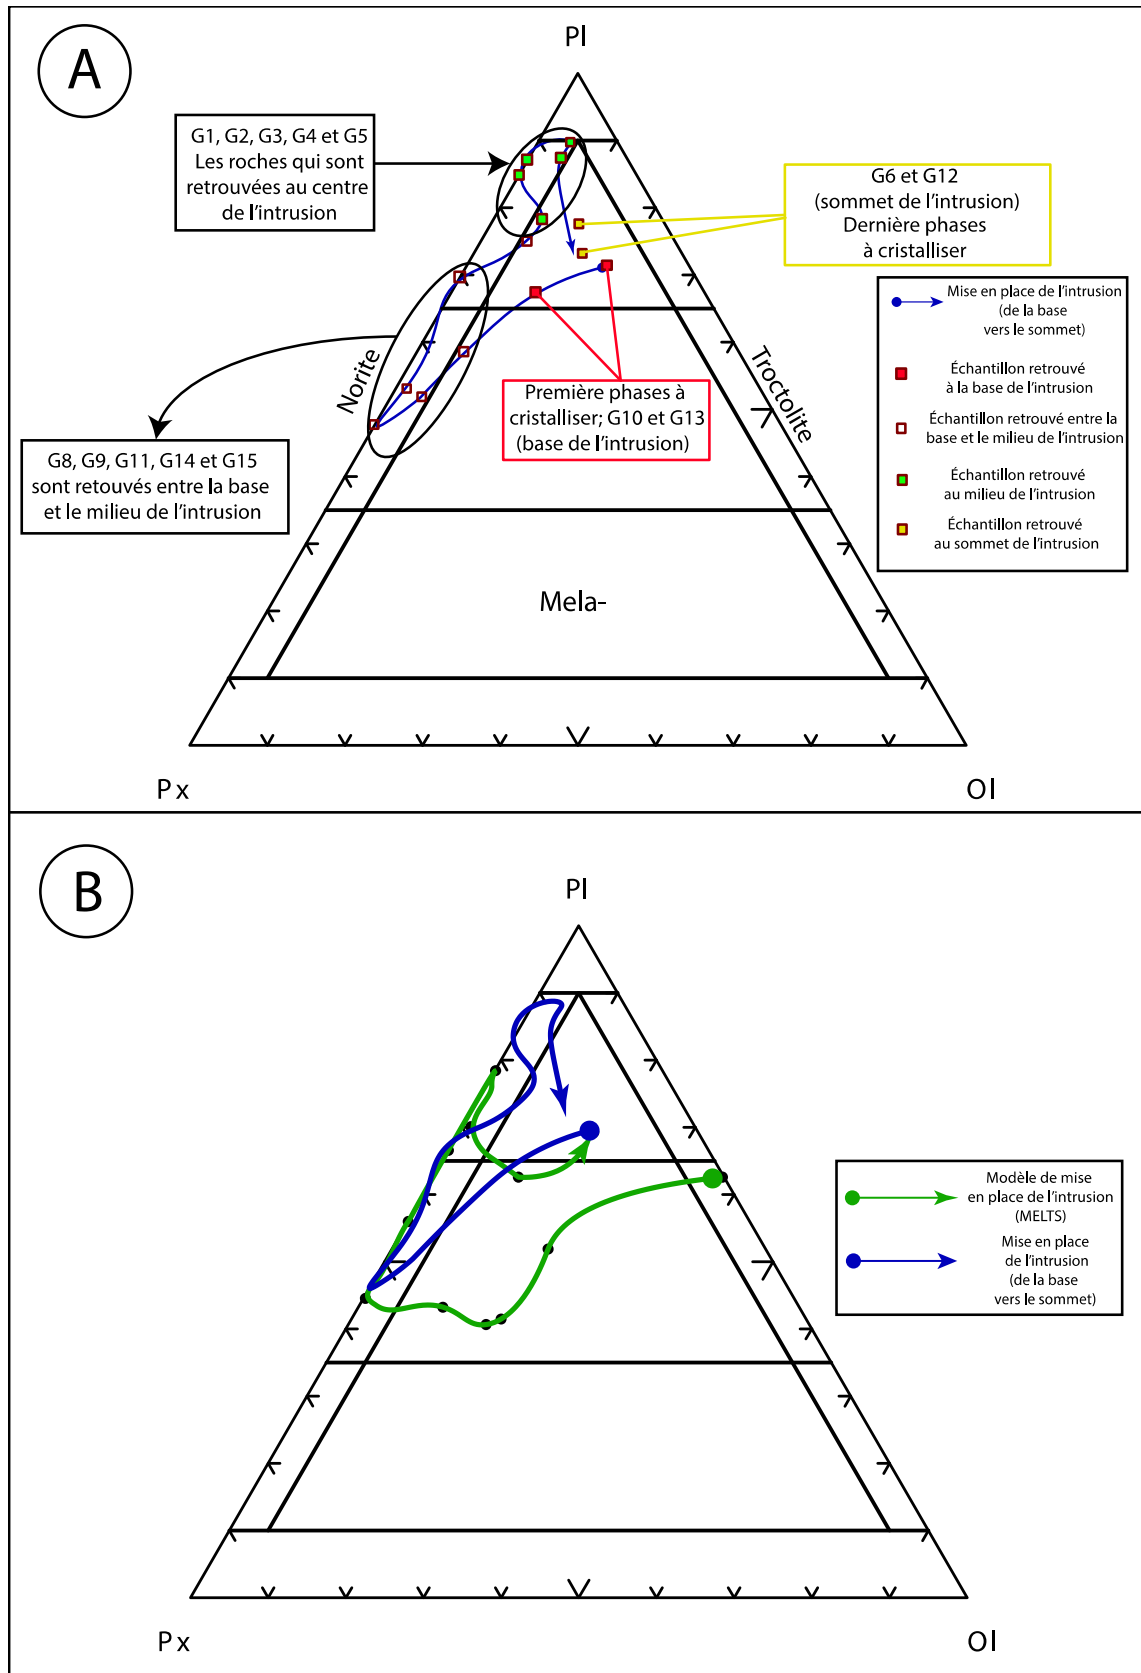 A
Pl
G1, G2, G3, G4 et G5
Les roches qui sont
retrouvées au centre
de l'intrusion
G6 et G12
(sommet de l'intrusion)
Dernière phases
à cristalliser
Mise en place de l'intrusion
(de la base
vers le sommet)
Échantillon retrouvé
à la base de l'intrusion
Échantillon retrouvé entre la
base et le milieu de l'intrusion
Échantillon retrouvé
au milieu de l'intrusion
Échantillon retrouvé
au sommet de l'intrusion
Norite
Troctolite
Première phases à
cristalliser; G10 et G13
(base de l'intrusion)
G8, G9, G11, G14 et G15
sont retouvés entre la base
et le milieu de l'intrusion
Mela-
Px
Ol
B
Pl
Modèle de mise
en place de l'intrusion
(MELTS)
Mise en place
de l'intrusion
(de la base
vers le sommet)
Px
Ol